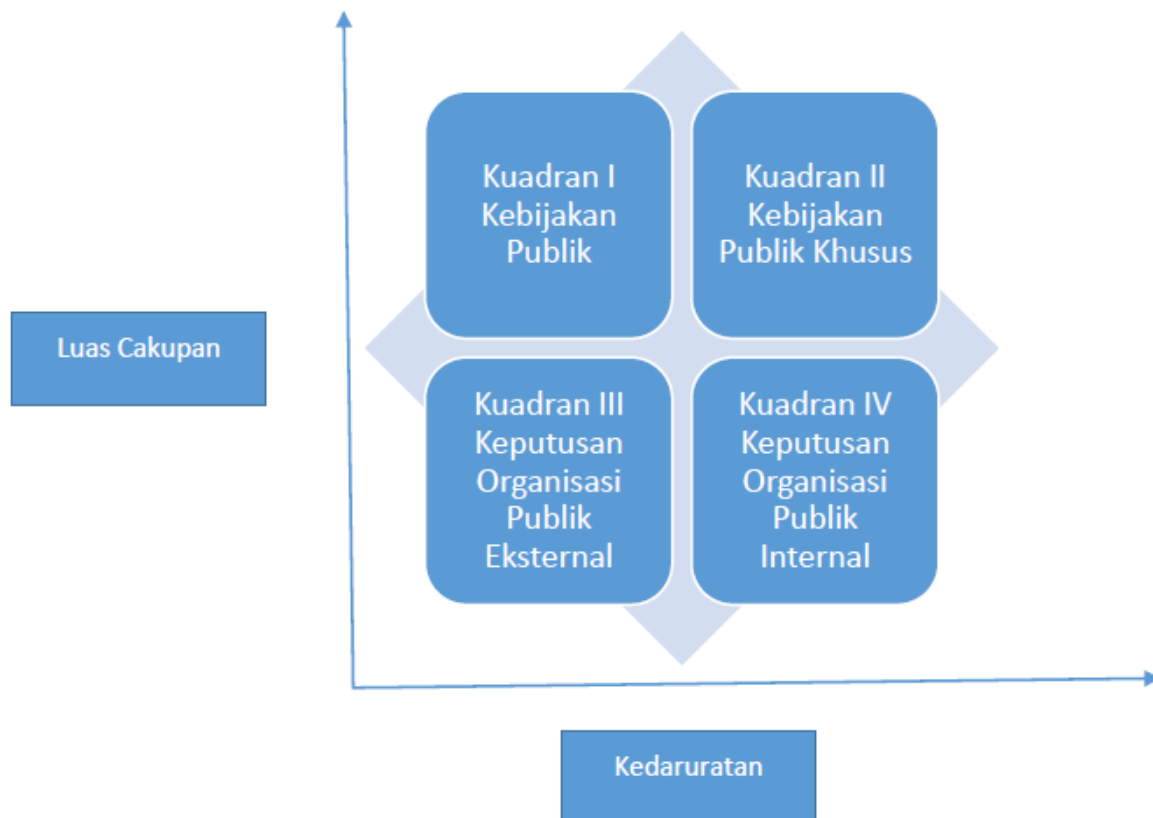 Kuadran I
Kebijakan
Publik
Kuadran II
Kebijakan
Publik Khusus
Luas Cakupan
Kuadran III
Keputusan
Organisasi
Publik
Eksternal
Kuadran IV
Keputusan
Organisasi
Publik
Internal
Kedaruratan